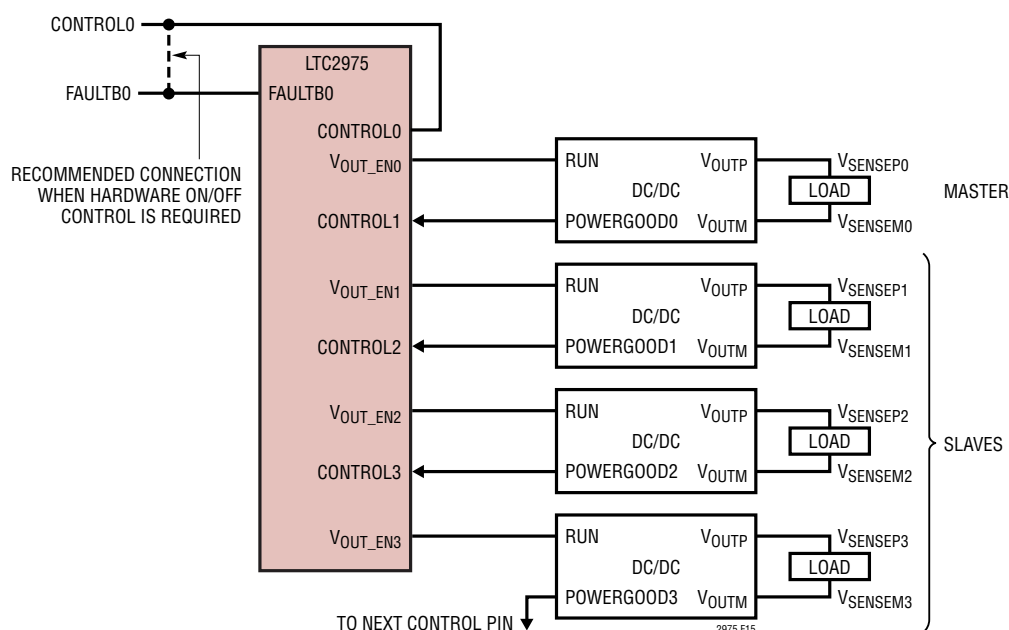 CONTROL0
FAULTB0
RECOMMENDED CONNECTION
WHEN HARDWARE ON/OFF
CONTROL IS REQUIRED
LTC2975
FAULTB0
CONTROL0
VOUT_EN0
CONTROL1
VOUT_EN1
CONTROL2
VOUT_EN2
CONTROL3
VOUT_EN3
RUN
VOUTP
DC/DC
POWERGOOD0
VOUTM
VSENSEP0
LOAD
VSENSEM0
MASTER
RUN
VOUTP
DC/DC
POWERGOOD1
VOUTM
VSENSEP1
LOAD
VSENSEM1
RUN
VOUTP
DC/DC
POWERGOOD2
VOUTM
VSENSEP2
LOAD
VSENSEM2
SLAVES
RUN
VOUTP
DC/DC
POWERGOOD3
VOUTM
VSENSEP3
LOAD
VSENSEM3
TO NEXT CONTROL PIN
2975 F15